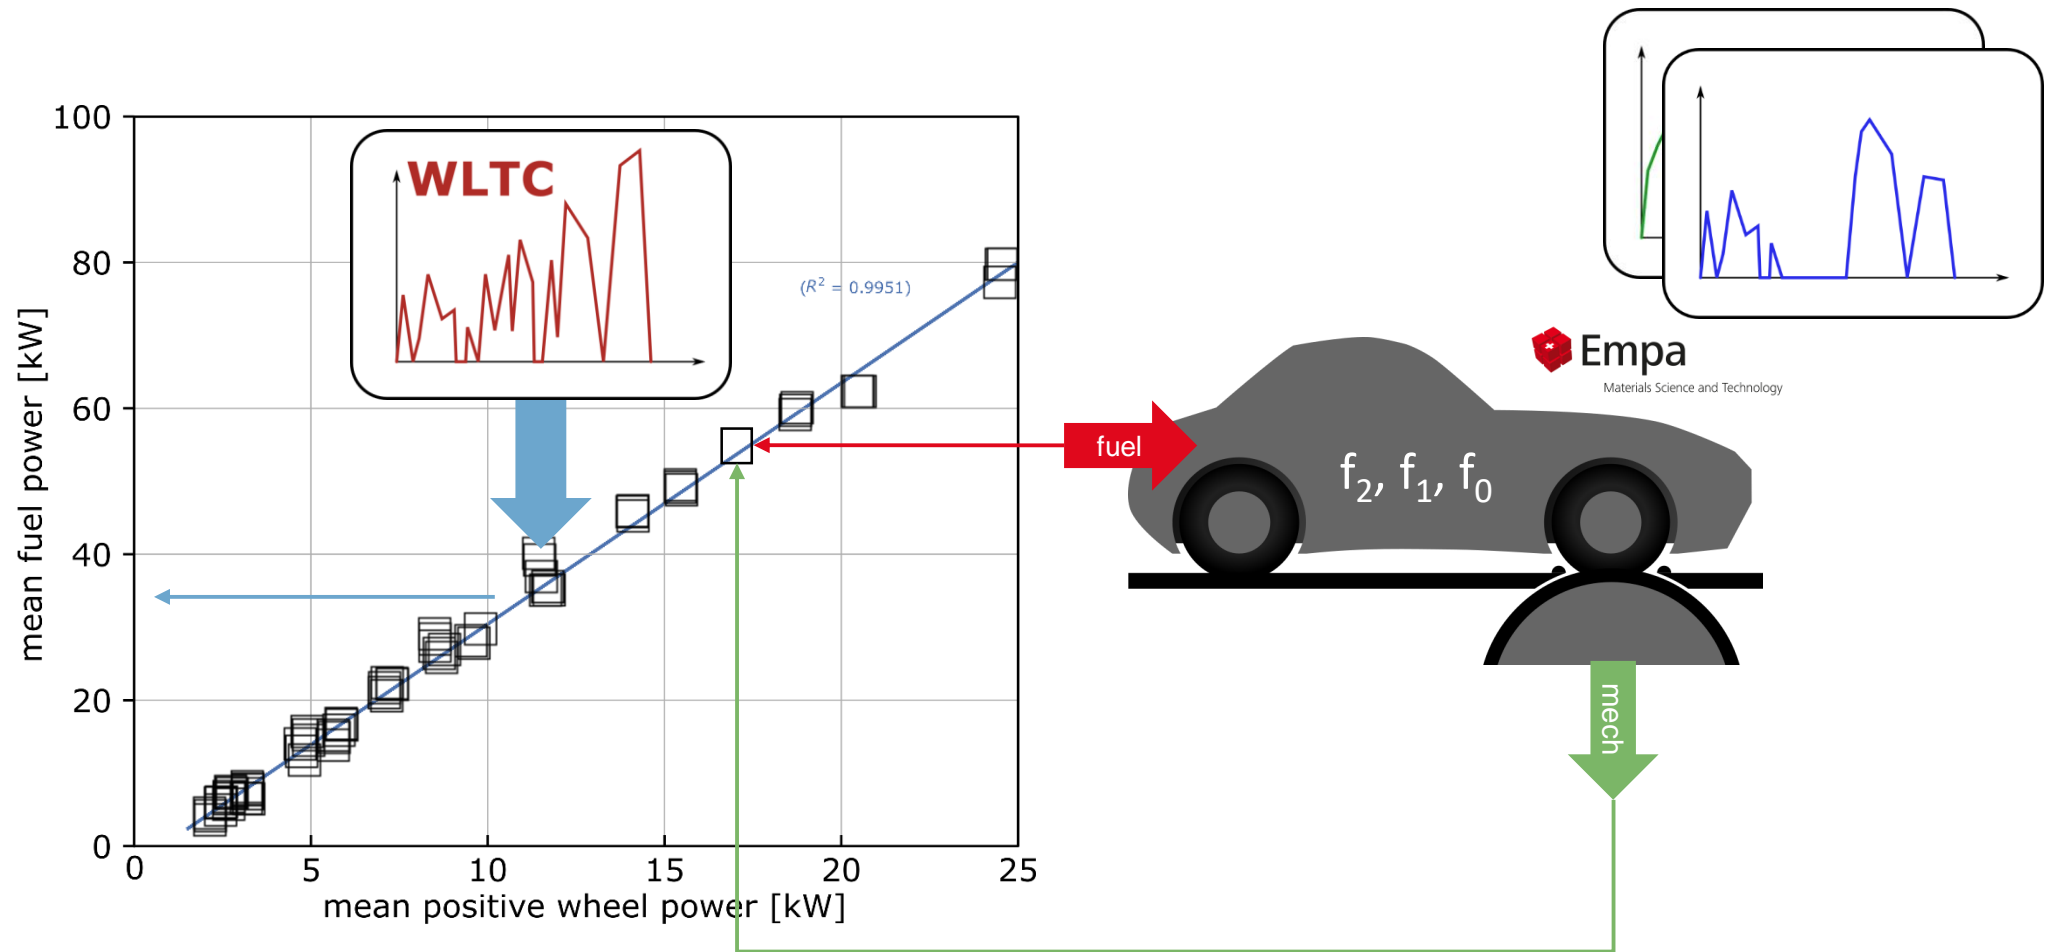 100
80
60
40
20
0
0
5
10
15
20
25
mean fuel power [kW]
mean positive wheel power [kW]
WLTC
(R² = 0.9951)
fuel
f₂, f₁, f₀
Empa
Materials Science and Technology
mech